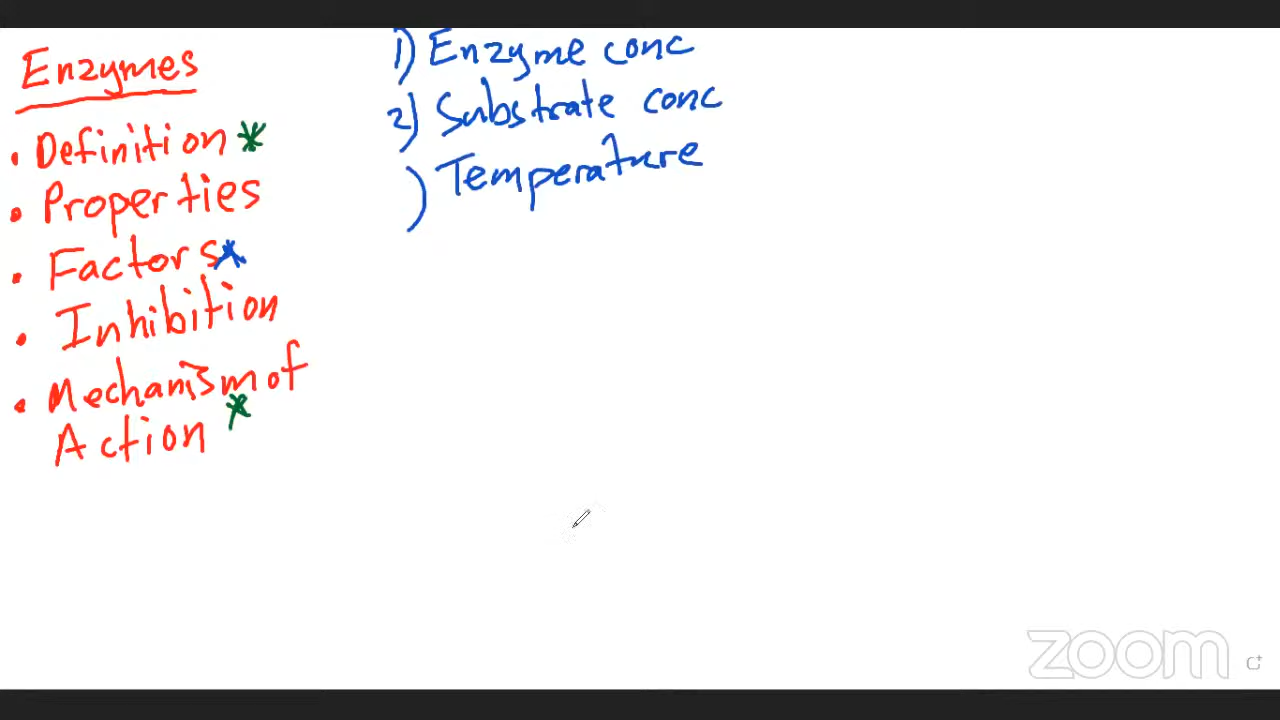 Enzymes
• Definition *
• Properties
• Factors *
• Inhibition
• Mechanism of
Action *
1) Enzyme conc
2) Substrate conc
) Temperature
zoom